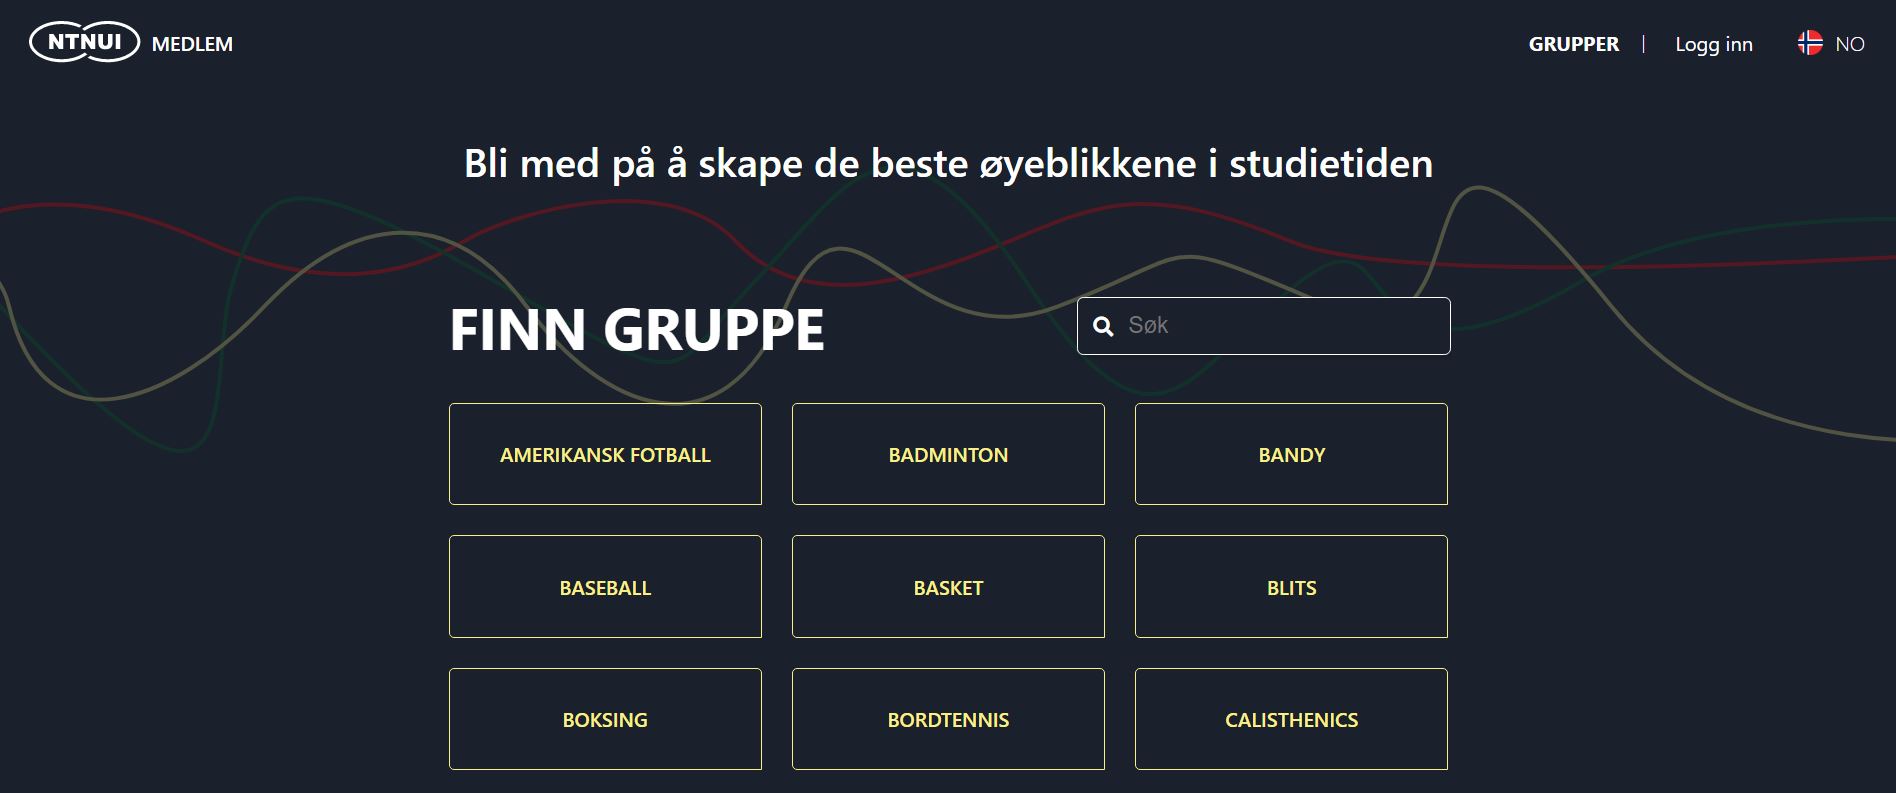 NTNUI MEDLEM
GRUPPER | Logg inn NO
Bli med på å skape de beste øyeblikkene i studietiden
FINN GRUPPE
Søk
AMERIKANSK FOTBALL
BADMINTON
BANDY
BASEBALL
BASKET
BLITS
BOKSING
BORDTENNIS
CALISTHENICS